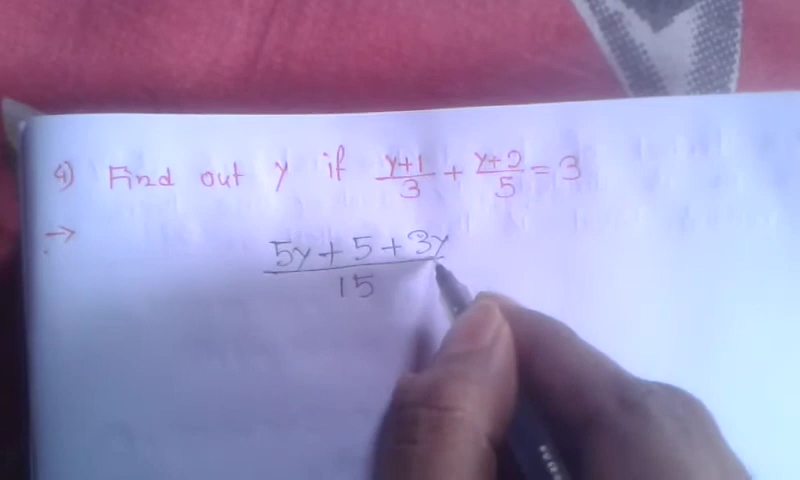 4) Find out y if (y+1)/3 + (y+2)/5 = 3
→ (5y + 5 + 3y)/15